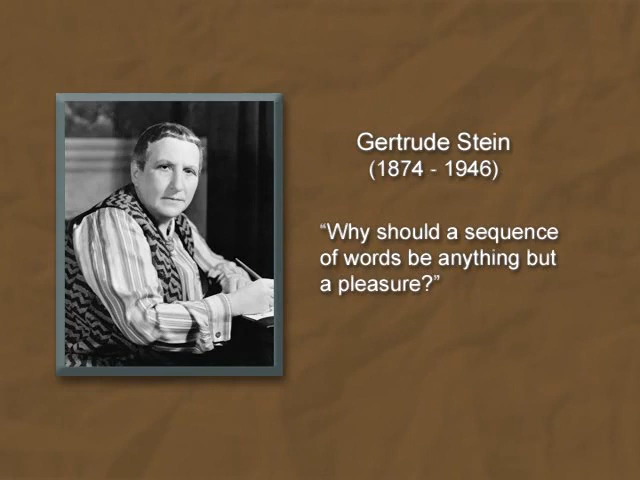 Gertrude Stein
(1874 - 1946)
“Why should a sequence
of words be anything but
a pleasure?”